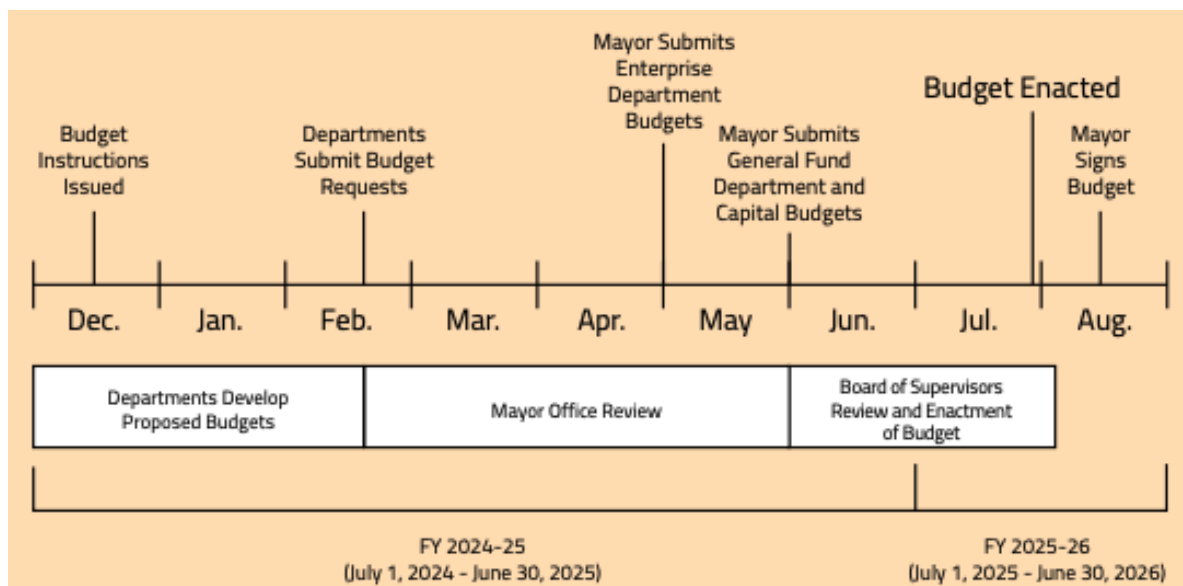 Mayor Submits
Enterprise
Department
Budgets
Budget Enacted
Budget
Instructions
Issued
Departments
Submit Budget
Requests
Mayor Submits
General Fund
Department and
Capital Budgets
Mayor
Signs
Budget
Dec.
Jan.
Feb.
Mar.
Apr.
May
Jun.
Jul.
Aug.
Departments Develop
Proposed Budgets
Mayor Office Review
Board of Supervisors
Review and Enactment
of Budget
FY 2024-25
(July 1, 2024 - June 30, 2025)
FY 2025-26
(July 1, 2025 - June 30, 2026)